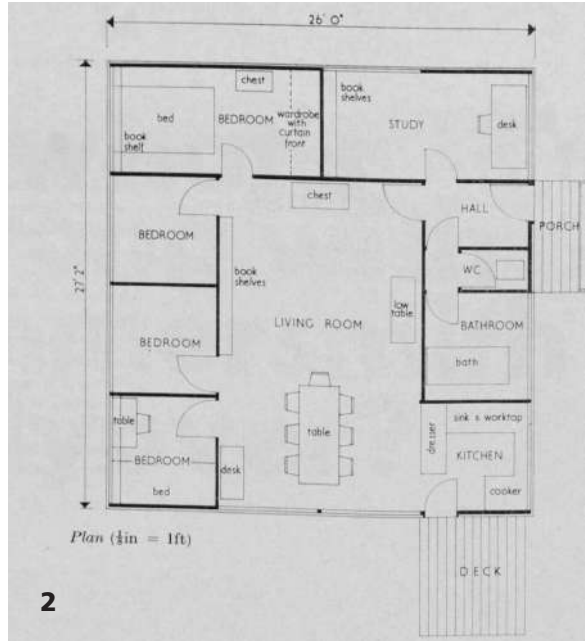 26' 0"
27' 2"
chest
bed
BEDROOM
book
shelf
wardrobe
with
curtain
front
book
shelves
STUDY
desk
chest
HALL
PORCH
BEDROOM
book
shelves
WC
low
table
LIVING ROOM
BATHROOM
BEDROOM
bath
table
table
dresser
sink & worktop
KITCHEN
BEDROOM
desk
bed
cooker
Plan (⅛in = 1ft)
DECK
2